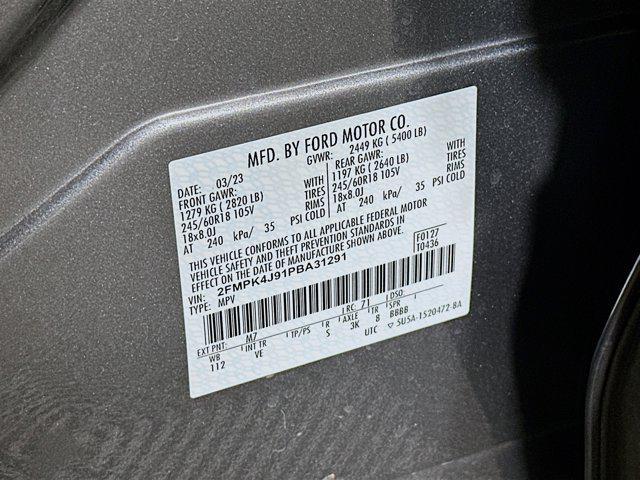 MFD. BY FORD MOTOR CO.
DATE: 03/23 GVWR: 2449 KG ( 5400 LB)
FRONT GAWR: REAR GAWR:
1279 KG ( 2820 LB) WITH 1197 KG ( 2640 LB) WITH
245/60R18 105V TIRES 245/60R18 105V TIRES
18x8.0J RIMS 18x8.0J RIMS
AT 240 kPa/ 35 PSI COLD AT 240 kPa/ 35 PSI COLD
THIS VEHICLE CONFORMS TO ALL APPLICABLE FEDERAL MOTOR
VEHICLE SAFETY AND THEFT PREVENTION STANDARDS IN
EFFECT ON THE DATE OF MANUFACTURE SHOWN ABOVE.
VIN: 2FMPK4J91PBA31291 F0127
TYPE: MPV T0436
EXT PNT: M7 RC: 71 DSO:
WB INT TR TP/PS R AXLE TR SPR
112 VE S 3K 8 BBBB
UTC ▽ 5U5A-1520472-BA